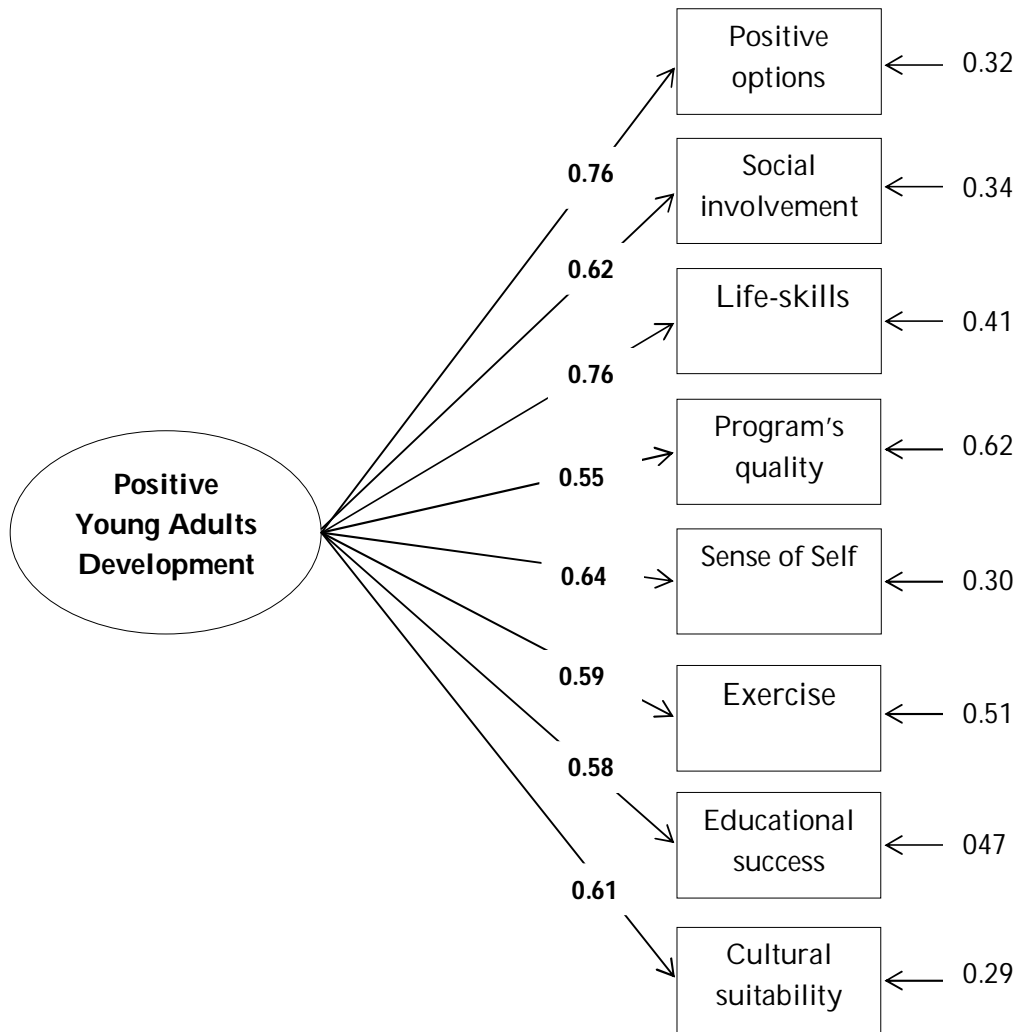 Positive
options
0.32
0.76
Social
involvement
0.34
0.62
Life-skills
0.41
0.76
Program's
quality
0.62
0.55
Positive
Young Adults
Development
Sense of Self
0.30
0.64
Exercise
0.51
0.59
Educational
success
047
0.58
Cultural
suitability
0.29
0.61